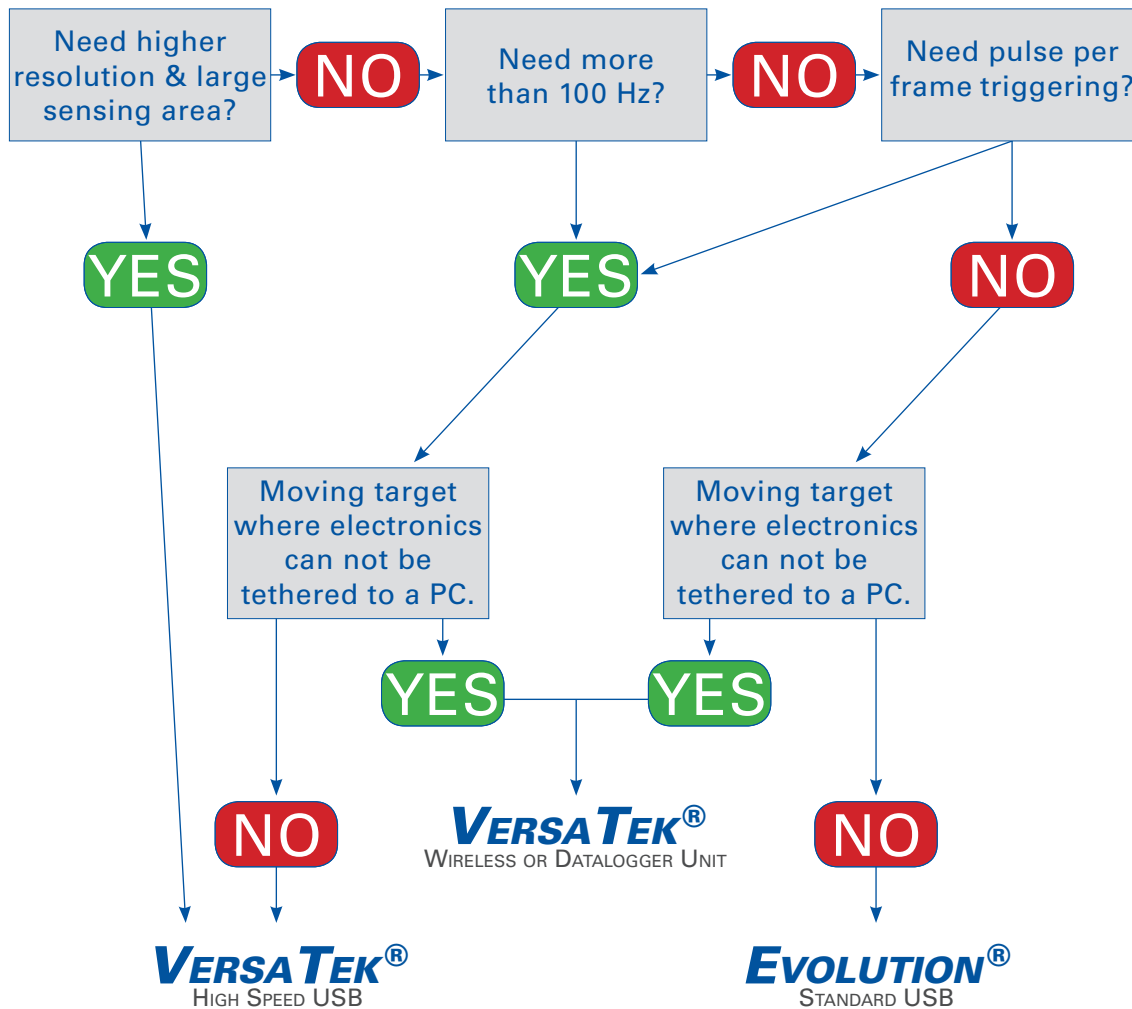 Need higher
resolution & large
sensing area?
NO
Need more
than 100 Hz?
NO
Need pulse per
frame triggering?
YES
YES
NO
Moving target
where electronics
can not be
tethered to a PC.
Moving target
where electronics
can not be
tethered to a PC.
YES
YES
NO
VERSATEK®
WIRELESS OR DATALOGGER UNIT
NO
VERSATEK®
HIGH SPEED USB
EVOLUTION®
STANDARD USB